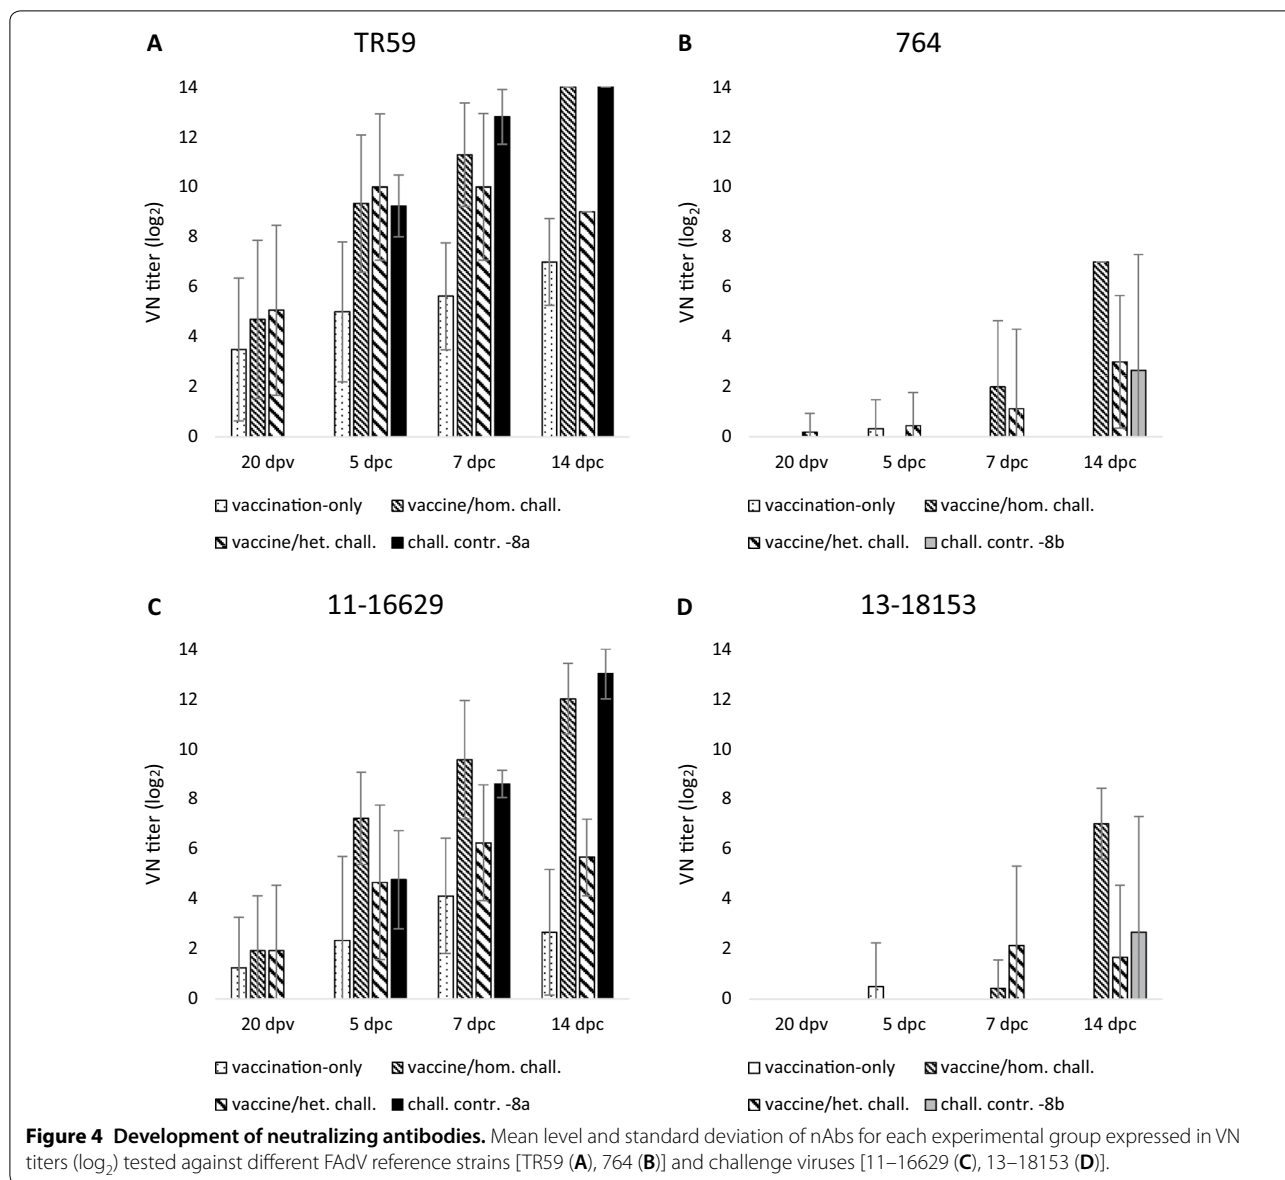 A TR59
14
12
10
8
6
4
2
0
VN titer (log2)
20 dpv 5 dpc 7 dpc 14 dpc
vaccination-only vaccine/hom. chall.
vaccine/het. chall. chall. contr. -8a
B 764
14
12
10
8
6
4
2
0
VN titer (log2)
20 dpv 5 dpc 7 dpc 14 dpc
vaccination-only vaccine/hom. chall.
vaccine/het. chall. chall. contr. -8b
C 11-16629
14
12
10
8
6
4
2
0
VN titer (log2)
20 dpv 5 dpc 7 dpc 14 dpc
vaccination-only vaccine/hom. chall.
vaccine/het. chall. chall. contr. -8a
D 13-18153
14
12
10
8
6
4
2
0
VN titer (log2)
20 dpv 5 dpc 7 dpc 14 dpc
vaccination-only vaccine/hom. chall.
vaccine/het. chall. chall. contr. -8b
Figure 4 Development of neutralizing antibodies. Mean level and standard deviation of nAbs for each experimental group expressed in VN
titers (log2) tested against different FAdV reference strains [TR59 (A), 764 (B)] and challenge viruses [11–16629 (C), 13–18153 (D)].